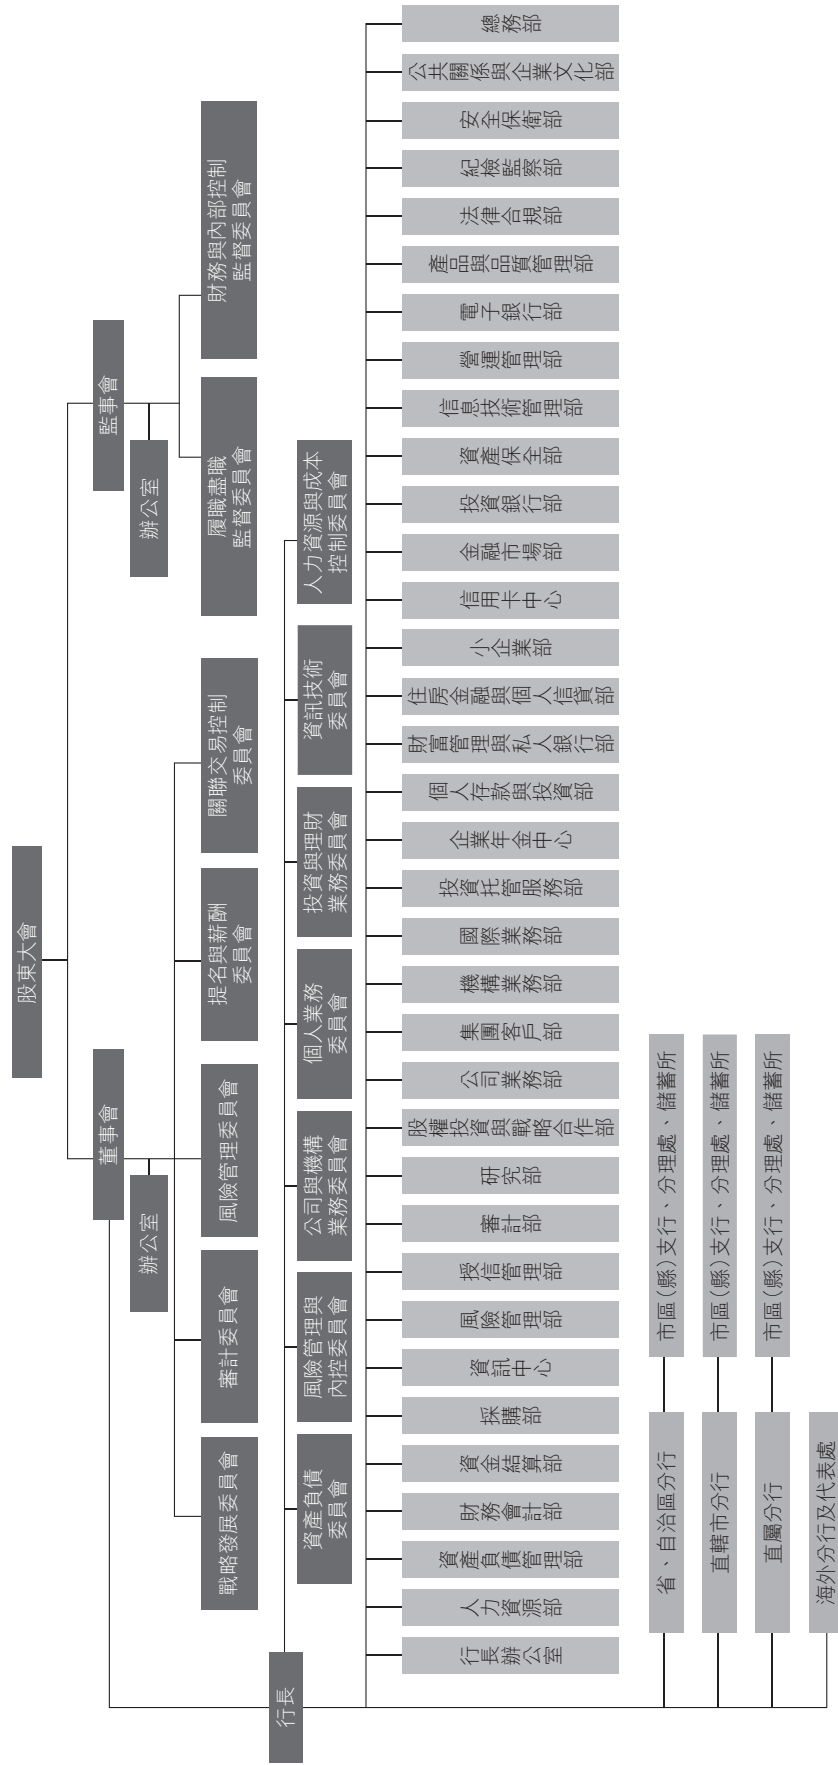 股東大會
董事會
監事會
辦公室
辦公室
戰略發展委員會
審計委員會
風險管理委員會
提名與薪酬
委員會
關聯交易控制
委員會
履職盡職
監督委員會
財務與內部控制
監督委員會
行長
資產負債
委員會
風險管理與
內控委員會
公司與機構
業務委員會
個人業務
委員會
投資與理財
業務委員會
資訊技術
委員會
人力資源與成本
控制委員會
行長辦公室
人力資源部
資產負債管理部
財務會計部
資金結算部
採購部
資訊中心
風險管理部
授信管理部
審計部
研究部
股權投資與戰略合作部
公司業務部
集團客戶部
機構業務部
國際業務部
投資托管服務部
企業年金中心
個人存款與投資部
財富管理與私人銀行部
住房金融與個人信貸部
小企業部
信用卡中心
金融市場部
投資銀行部
資產保全部
信息技術管理部
營運管理部
電子銀行部
產品與品質管理部
法律合規部
紀檢監察部
安全保衛部
公共關係與企業文化部
總務部
省、自治區分行
市區(縣)支行、分理處、儲蓄所
直轄市分行
市區(縣)支行、分理處、儲蓄所
直屬分行
市區(縣)支行、分理處、儲蓄所
海外分行及代表處